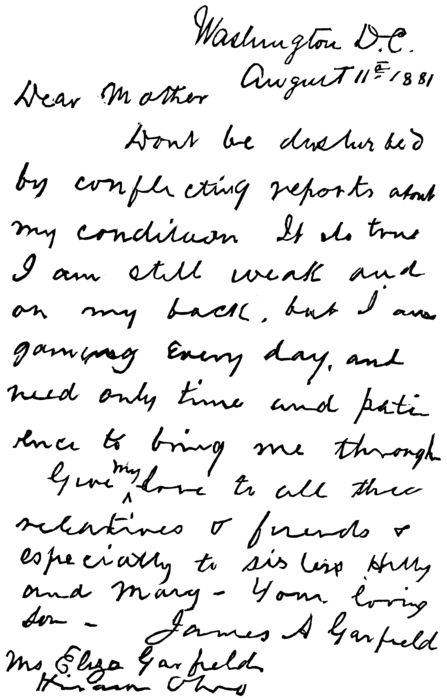 Washington D.C.
August 11th 1881
Dear Mother
Dont be disturbed
by conflicting reports about
my condition It is true
I am still weak and
on my back, but I am
gaining every day, and
need only time and pati
ence to bring me through
Give my love to all the
relatives & friends &
especially to sisters Hitty
and Mary - Your loving
son - James A Garfield
Mrs Eliza Garfield
Hiram Ohio